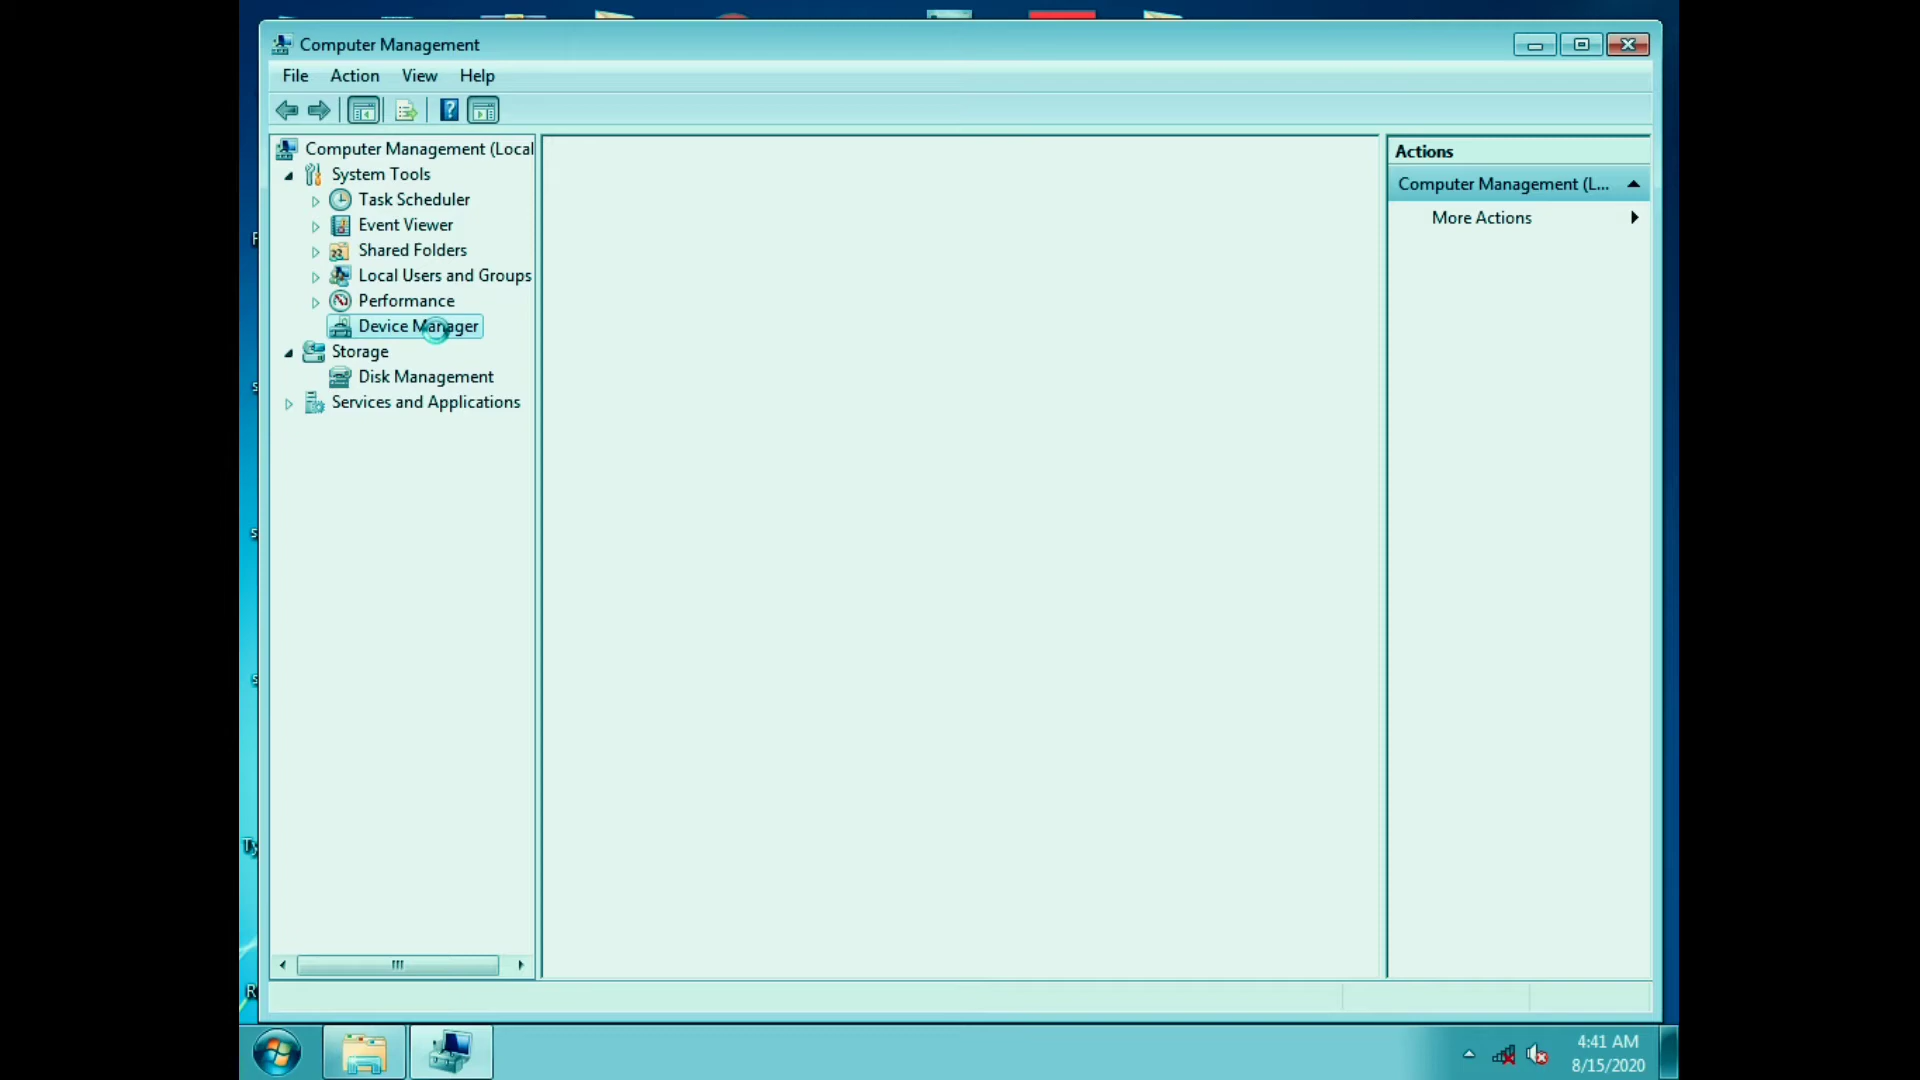 Computer Management
File Action View Help
Computer Management (Local
System Tools
Task Scheduler
Event Viewer
Shared Folders
Local Users and Groups
Performance
Device Manager
Storage
Disk Management
Services and Applications
Actions
Computer Management (L...
More Actions
Ty
R
4:41 AM
8/15/2020